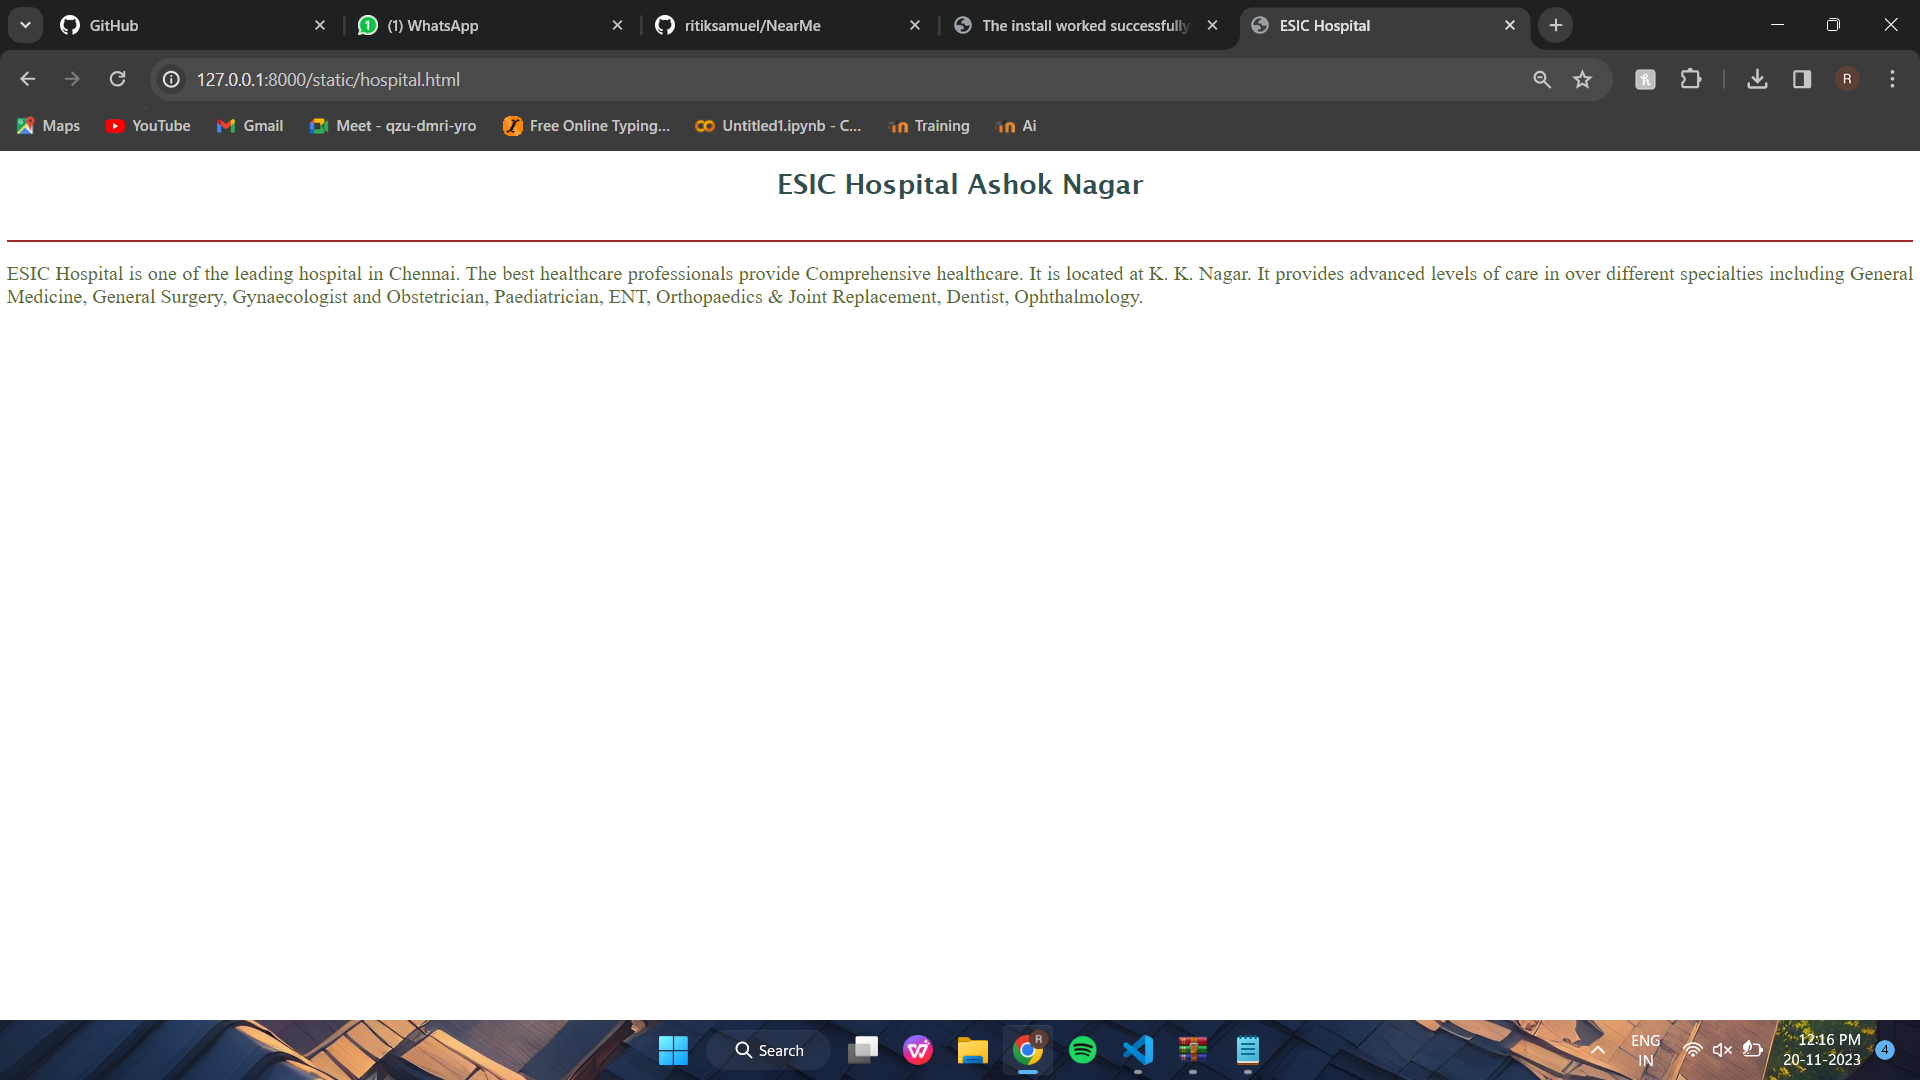 GitHub
(1) WhatsApp
ritiksamuel/NearMe
The install worked successfully
ESIC Hospital
127.0.0.1:8000/static/hospital.html
R
Maps
YouTube
Gmail
Meet - qzu-dmri-yro
Free Online Typing...
Untitled1.ipynb - C...
Training
Ai
ESIC Hospital Ashok Nagar
ESIC Hospital is one of the leading hospital in Chennai. The best healthcare professionals provide Comprehensive healthcare. It is located at K. K. Nagar. It provides advanced levels of care in over different specialties including General
Medicine, General Surgery, Gynaecologist and Obstetrician, Paediatrician, ENT, Orthopaedics & Joint Replacement, Dentist, Ophthalmology.
Search
R
ENG
IN
12:16 PM
20-11-2023
4